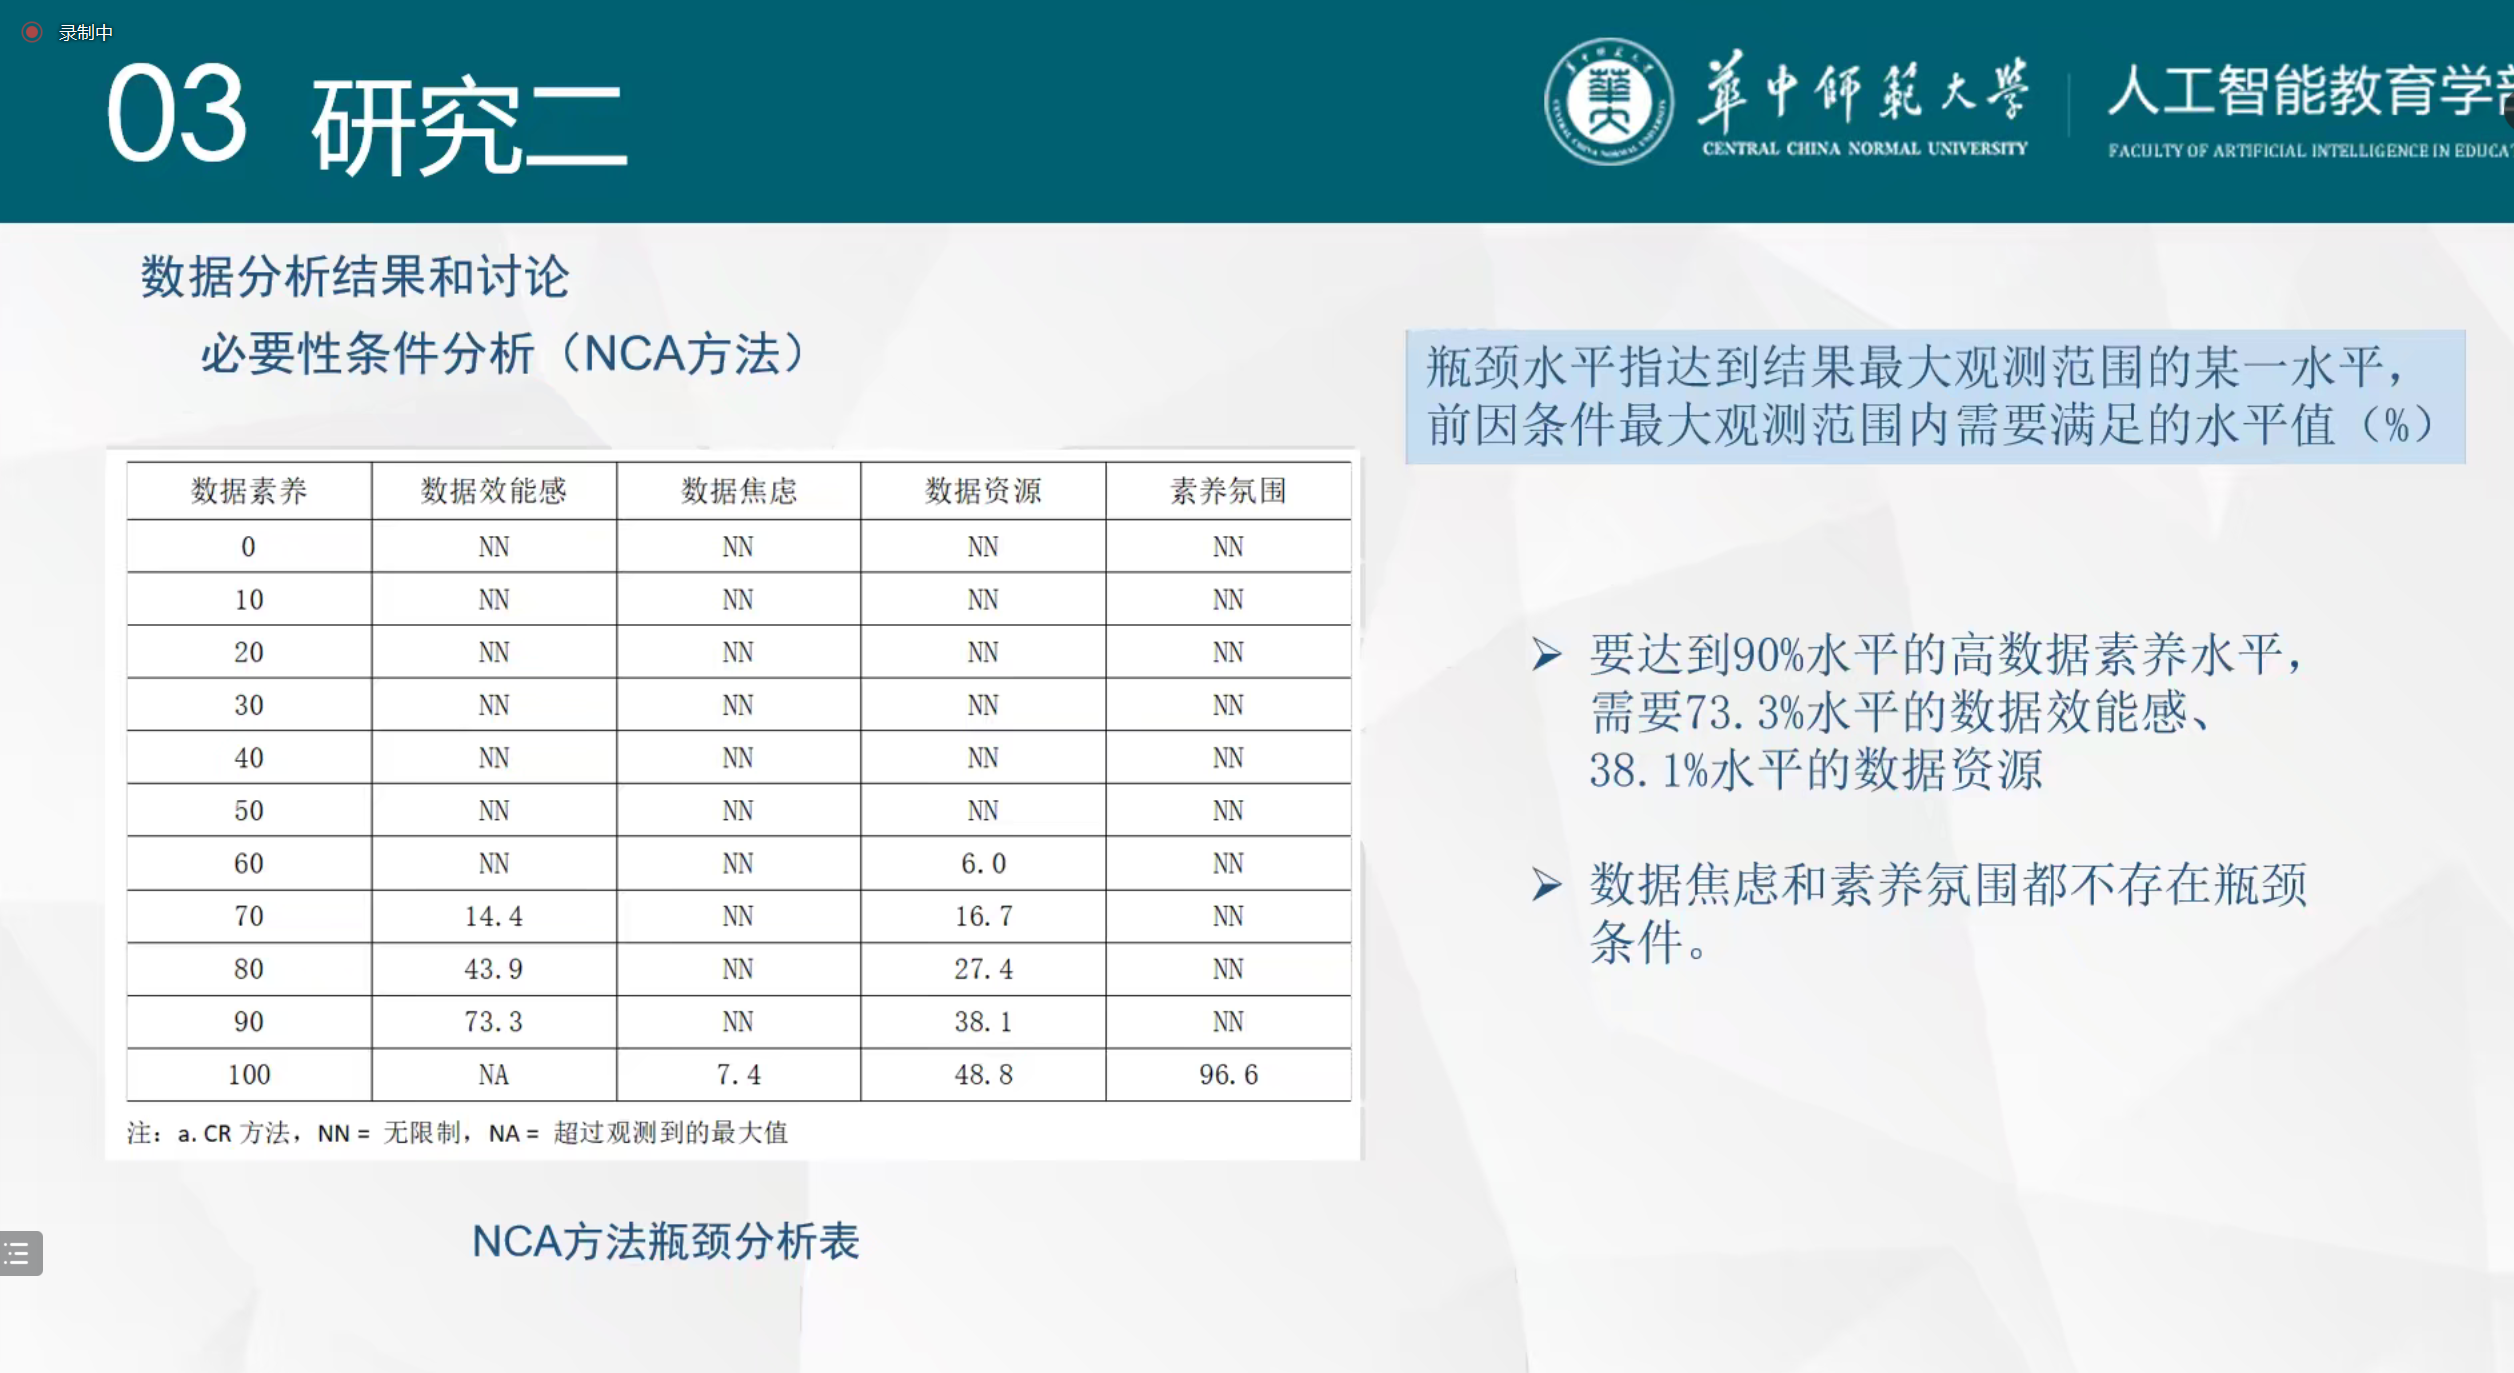 录制中
03 研究二
華中師範大學
CENTRAL CHINA NORMAL UNIVERSITY
人工智能教育学部
FACULTY OF ARTIFICIAL INTELLIGENCE IN EDUCAT
数据分析结果和讨论
必要性条件分析（NCA方法）
瓶颈水平指达到结果最大观测范围的某一水平，
前因条件最大观测范围内需要满足的水平值（%）
数据素养 数据效能感 数据焦虑 数据资源 素养氛围
0 NN NN NN NN
10 NN NN NN NN
20 NN NN NN NN
30 NN NN NN NN
40 NN NN NN NN
50 NN NN NN NN
60 NN NN 6.0 NN
70 14.4 NN 16.7 NN
80 43.9 NN 27.4 NN
90 73.3 NN 38.1 NN
100 NA 7.4 48.8 96.6
注：a. CR 方法，NN = 无限制，NA = 超过观测到的最大值
NCA方法瓶颈分析表
➢ 要达到90%水平的高数据素养水平，
需要73.3%水平的数据效能感、
38.1%水平的数据资源
➢ 数据焦虑和素养氛围都不存在瓶颈
条件。